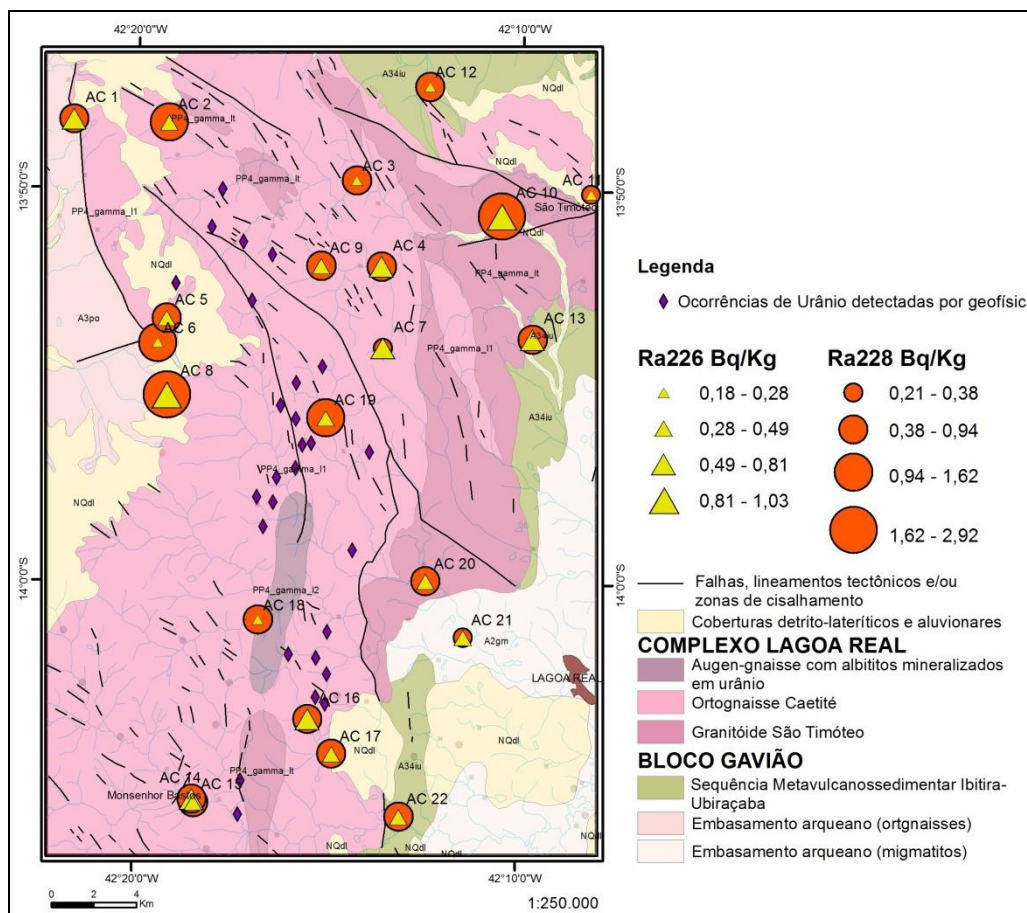 42°20'0"W
42°10'0"W
A34iu
AC 12
NQdl
AC 1
AC 2
PP4_gamma_lt
NQdl
13°50'0"S
PP4_gamma_lt
AC 3
13°50'0"S
AC 10
São Timóteo
NQdl
PP4_gamma_l1
NQdl
AC 9
AC 4
PP4_gamma_lt
AC 5
A3po
AC 6
AC 7
AC 13
A34iu
PP4_gamma_l1
AC 8
AC 19
A34iu
PP4_gamma_l1
NQdl
14°0'0"S
AC 20
14°0'0"S
PP4_gamma_l2
AC 18
AC 21
A2gm
LAGOA REAL
AC 16
AC 17
NQdl
NQdl
A34iu
PP4_gamma_lt
AC 14
AC 15
Monsenhor Bastos
AC 22
NQdl
NQdl
NQdl
NQdl
42°20'0"W
42°10'0"W
0 2 4
Km
1:250.000
Legenda
Ocorrências de Urânio detectadas por geofísic
Ra226 Bq/Kg
0,18 - 0,28
0,28 - 0,49
0,49 - 0,81
0,81 - 1,03
Ra228 Bq/Kg
0,21 - 0,38
0,38 - 0,94
0,94 - 1,62
1,62 - 2,92
Falhas, lineamentos tectônicos e/ou
zonas de cisalhamento
Coberturas detrito-lateríticos e aluvionares
COMPLEXO LAGOA REAL
Augen-gnaisse com albititos mineralizados
em urânio
Ortognaisse Caetité
Granitóide São Timóteo
BLOCO GAVIÃO
Sequência Metavulcanossedimentar Ibitira-
Ubiraçaba
Embasamento arqueano (ortgnaisses)
Embasamento arqueano (migmatitos)